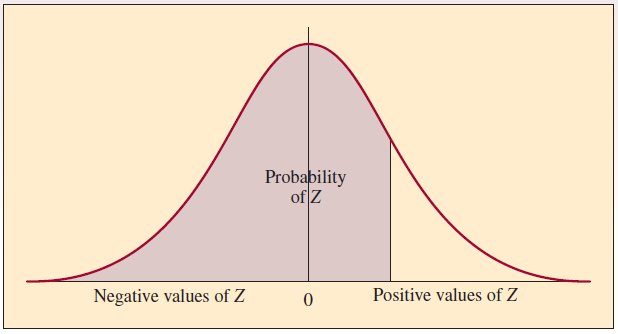 Probability
of Z
Negative values of Z
0
Positive values of Z